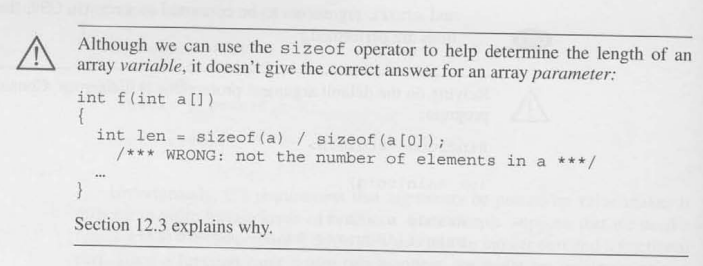 Although we can use the sizeof operator to help determine the length of an
array variable, it doesn't give the correct answer for an array parameter:
int f(int a[])
{
int len = sizeof(a) / sizeof(a[0]);
/*** WRONG: not the number of elements in a ***/
…
}
Section 12.3 explains why.